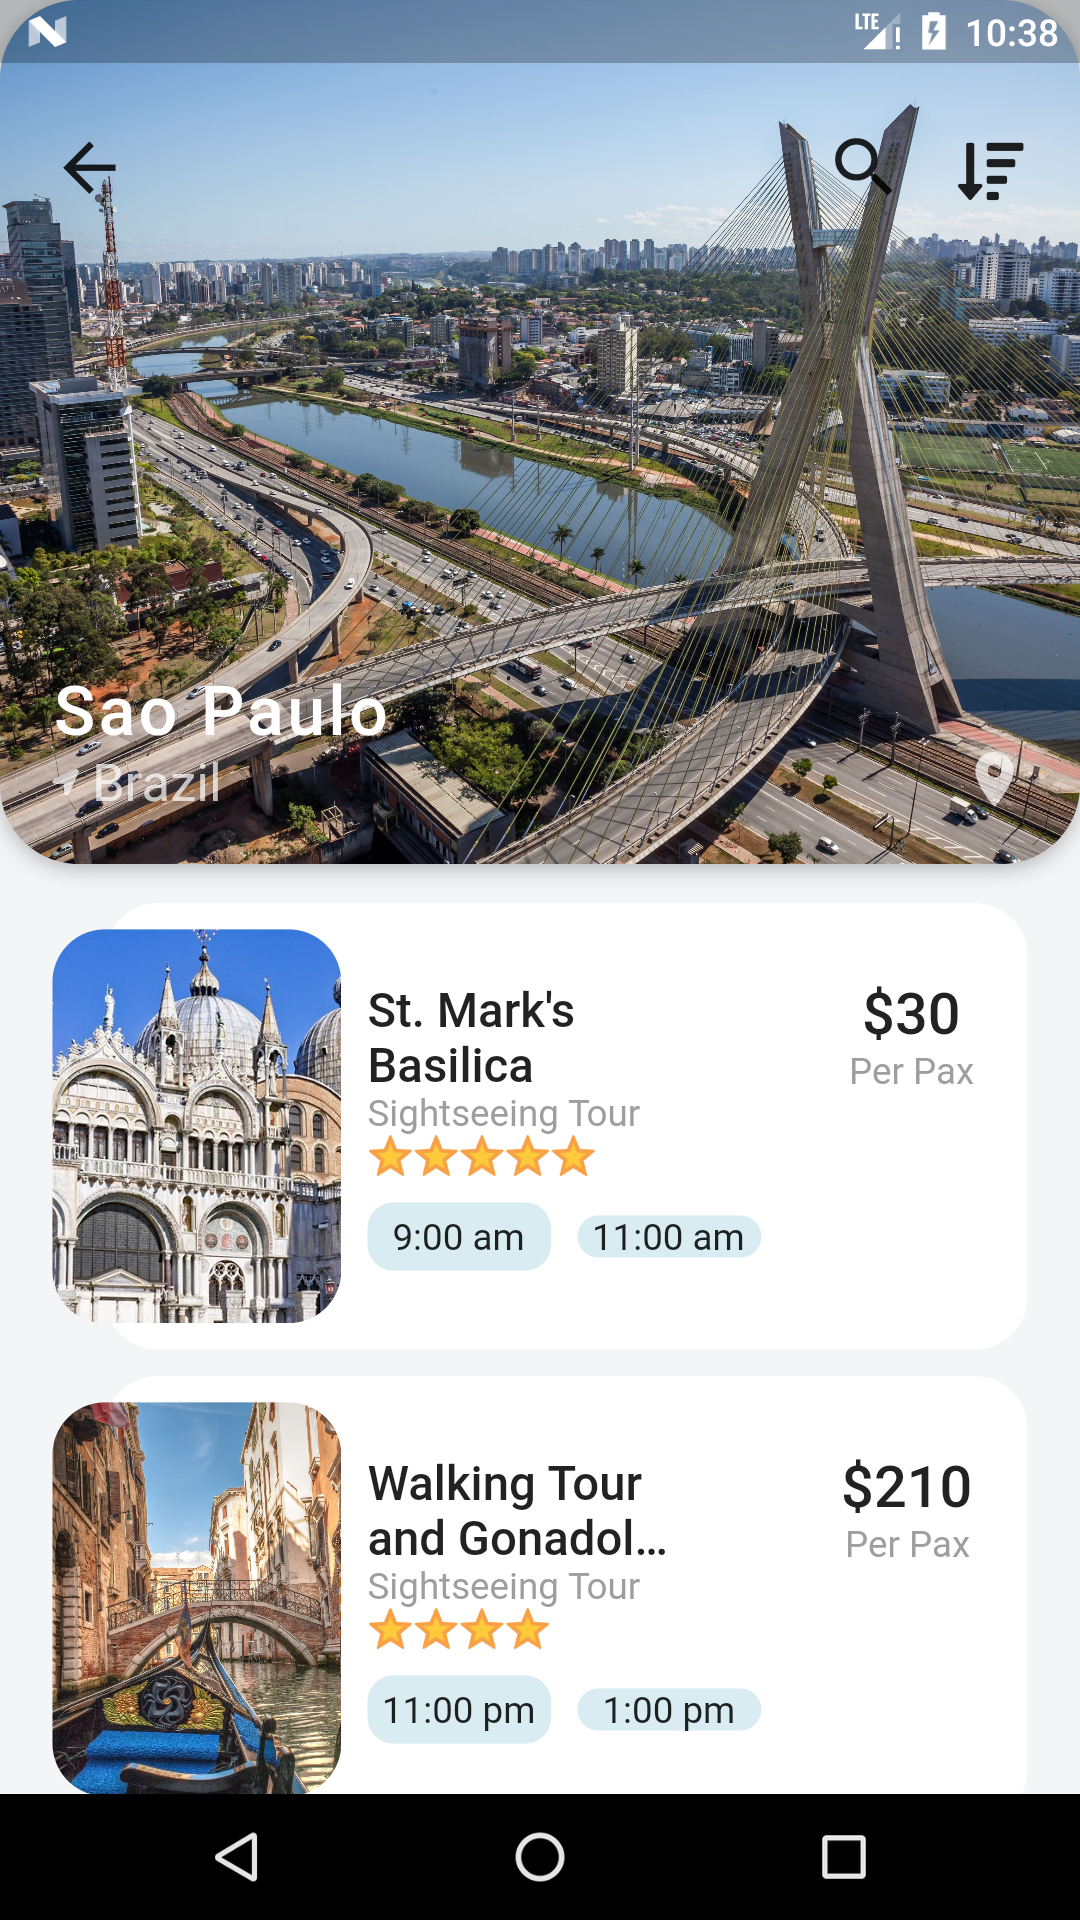 LTE 10:38
Sao Paulo
Brazil
St. Mark's
Basilica
$30
Per Pax
Sightseeing Tour
9:00 am
11:00 am
Walking Tour
and Gonadol...
$210
Per Pax
Sightseeing Tour
11:00 pm
1:00 pm